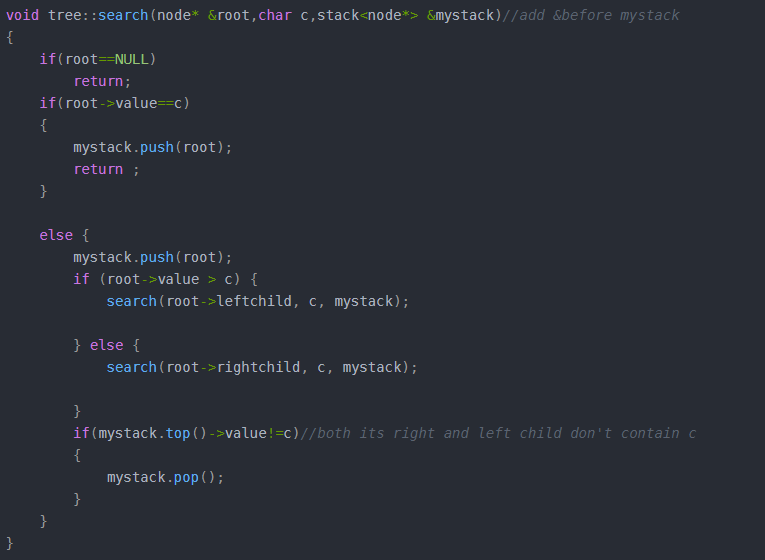 void tree::search(node* &root,char c,stack<node*> &mystack)//add &before mystack
{
    if(root==NULL)
        return;
    if(root->value==c)
    {
        mystack.push(root);
        return ;
    }

    else {
        mystack.push(root);
        if (root->value > c) {
            search(root->leftchild, c, mystack);

        } else {
            search(root->rightchild, c, mystack);

        }
        if(mystack.top()->value!=c)//both its right and left child don't contain c
        {
            mystack.pop();
        }
    }
}